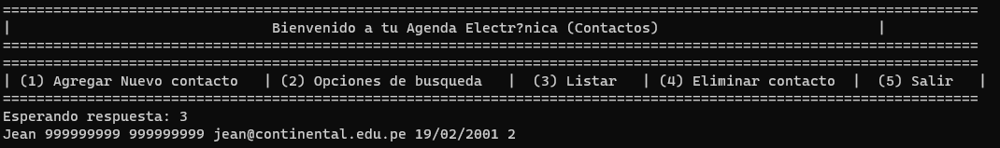 ====================================================================================================================
|                               Bienvenido a tu Agenda Electr?nica (Contactos)                          |
====================================================================================================================
====================================================================================================================
| (1) Agregar Nuevo contacto   | (2) Opciones de busqueda   |  (3) Listar   | (4) Eliminar contacto  |  (5) Salir   |
====================================================================================================================
Esperando respuesta: 3
Jean 999999999 999999999 jean@continental.edu.pe 19/02/2001 2